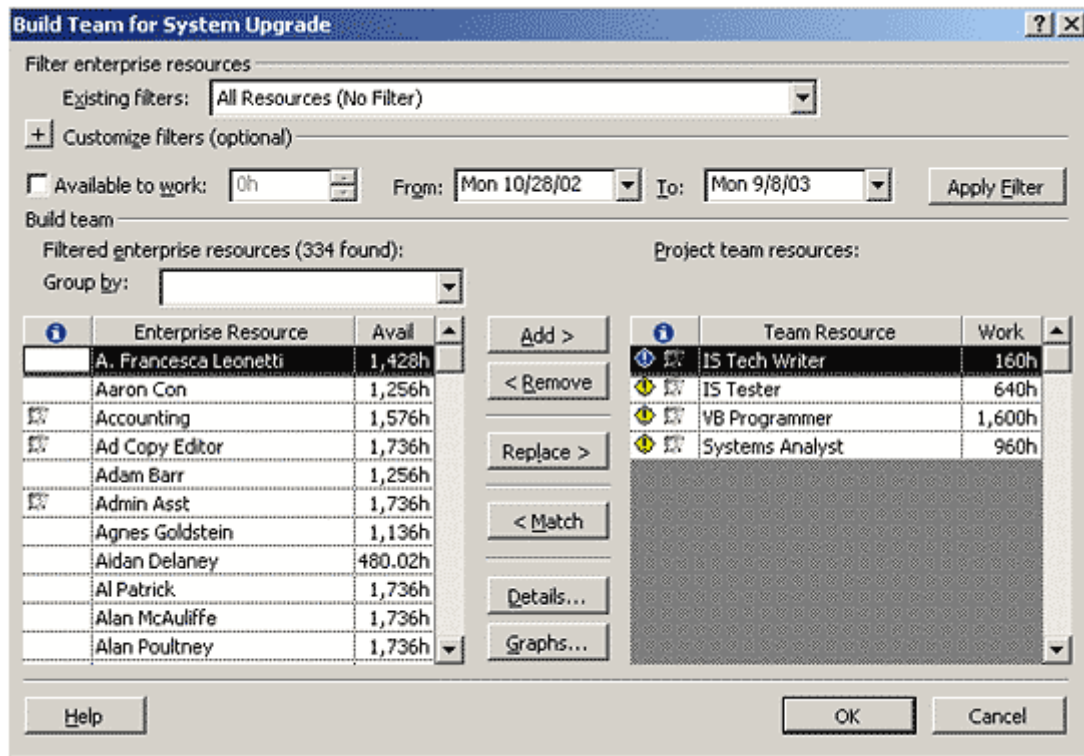 Build Team for System Upgrade
Filter enterprise resources
Existing filters: All Resources (No Filter)
+ Customize filters (optional)
Available to work: 0h From: Mon 10/28/02 To: Mon 9/8/03 Apply Filter
Build team
Filtered enterprise resources (334 found): Project team resources:
Group by:
Enterprise Resource Avail Add > Team Resource Work
A. Francesca Leonetti 1,428h IS Tech Writer 160h
Aaron Con 1,256h < Remove IS Tester 640h
Accounting 1,576h VB Programmer 1,600h
Ad Copy Editor 1,736h Replace > Systems Analyst 960h
Adam Barr 1,256h
Admin Asst 1,736h
Agnes Goldstein 1,136h < Match
Aidan Delaney 480.02h
Al Patrick 1,736h Details...
Alan McAuliffe 1,736h
Alan Poultney 1,736h Graphs...
Help OK Cancel